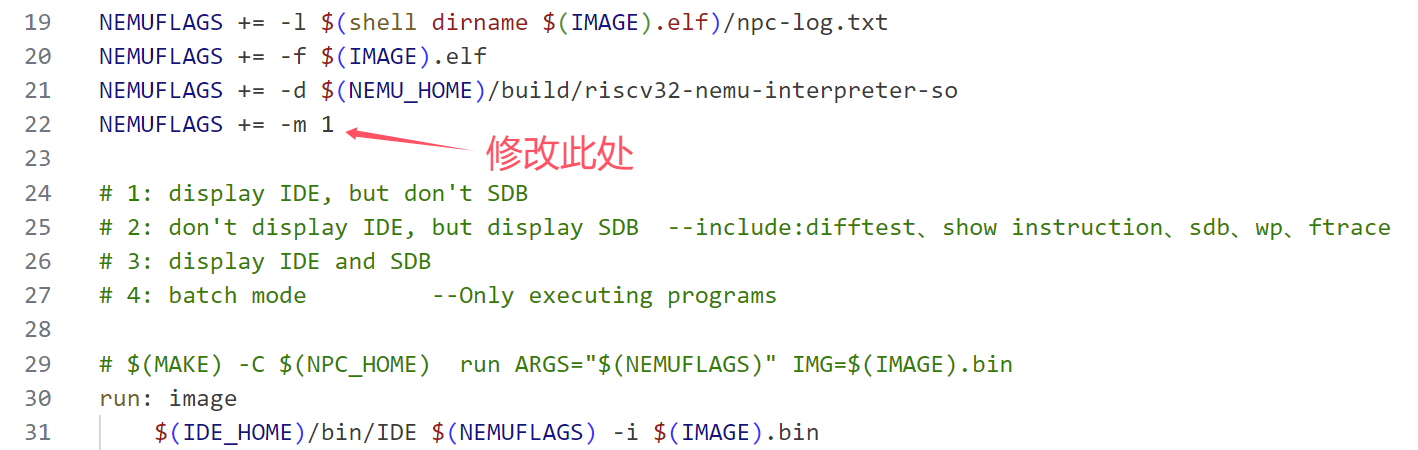 19 NEMUFLAGS += -l $(shell dirname $(IMAGE).elf)/npc-log.txt
20 NEMUFLAGS += -f $(IMAGE).elf
21 NEMUFLAGS += -d $(NEMU_HOME)/build/riscv32-nemu-interpreter-so
22 NEMUFLAGS += -m 1
修改此处
23
24 # 1: display IDE, but don't SDB
25 # 2: don't display IDE, but display SDB  --include:difftest、show instruction、sdb、wp、ftrace
26 # 3: display IDE and SDB
27 # 4: batch mode         --Only executing programs
28
29 # $(MAKE) -C $(NPC_HOME)  run ARGS="$(NEMUFLAGS)" IMG=$(IMAGE).bin
30 run: image
31     $(IDE_HOME)/bin/IDE $(NEMUFLAGS) -i $(IMAGE).bin